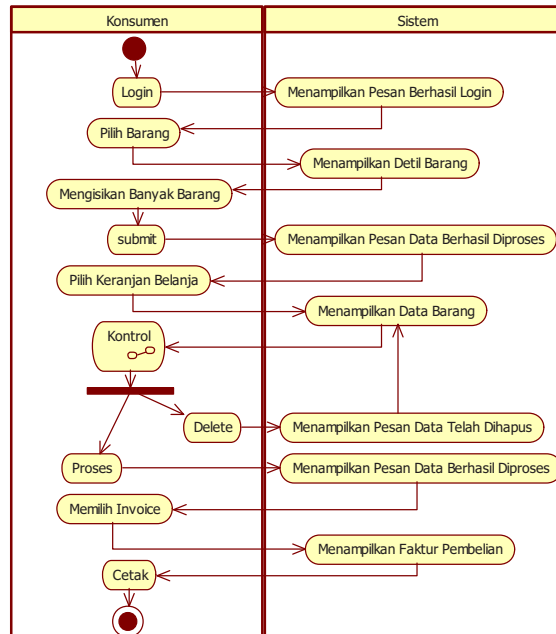 Konsumen
Sistem
Login
Menampilkan Pesan Berhasil Login
Pilih Barang
Menampilkan Detil Barang
Mengisikan Banyak Barang
submit
Menampilkan Pesan Data Berhasil Diproses
Pilih Keranjan Belanja
Menampilkan Data Barang
Kontrol
Delete
Menampilkan Pesan Data Telah Dihapus
Proses
Menampilkan Pesan Data Berhasil Diproses
Memilih Invoice
Menampilkan Faktur Pembelian
Cetak